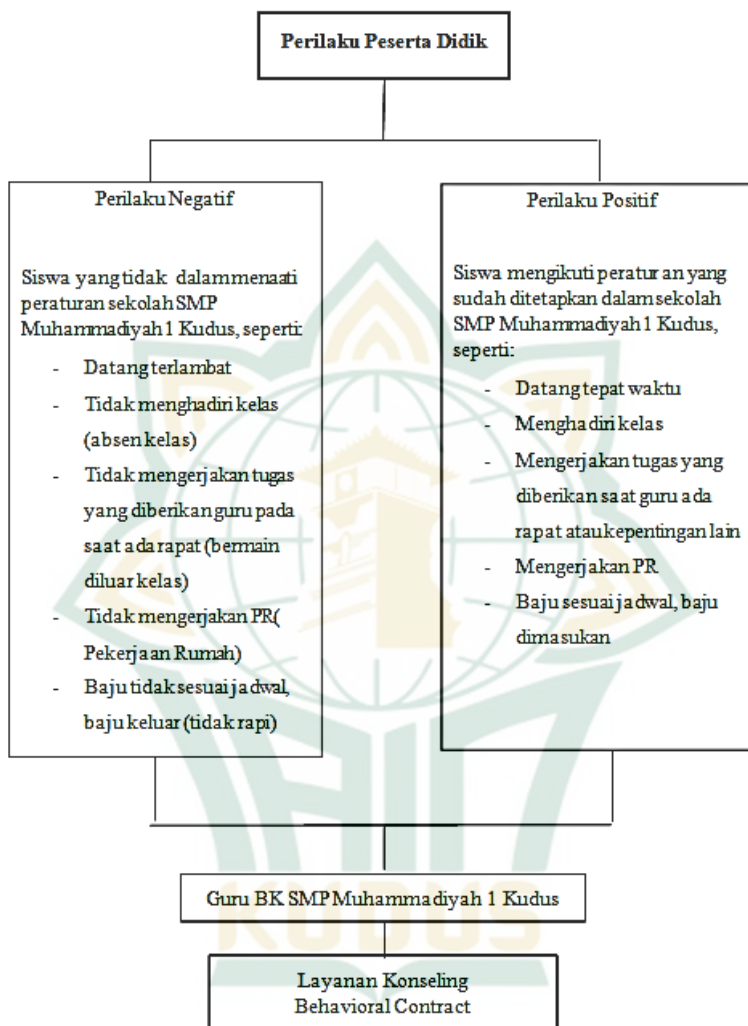 Perilaku Peserta Didik
Perilaku Negatif
Siswa yang tidak dalam menaati
peraturan sekolah SMP
Muhammadiyah 1 Kudus, seperti:
- Datang terlambat
- Tidak menghadiri kelas
(absen kelas)
- Tidak mengerjakan tugas
yang diberikan guru pada
saat ada rapat (bermain
diluar kelas)
- Tidak mengerjakan PR(
Pekerjaan Rumah)
- Baju tidak sesuai jadwal,
baju keluar (tidak rapi)
Perilaku Positif
Siswa mengikuti peraturan yang
sudah ditetapkan dalam sekolah
SMP Muhammadiyah 1 Kudus,
seperti:
- Datang tepat waktu
- Menghadiri kelas
- Mengerjakan tugas yang
diberikan saat guru ada
rapat atau kepentingan lain
- Mengerjakan PR
- Baju sesuai jadwal, baju
dimasukan
Guru BK SMP Muhammadiyah 1 Kudus
Layanan Konseling
Behavioral Contract
IAIN
KUDUS